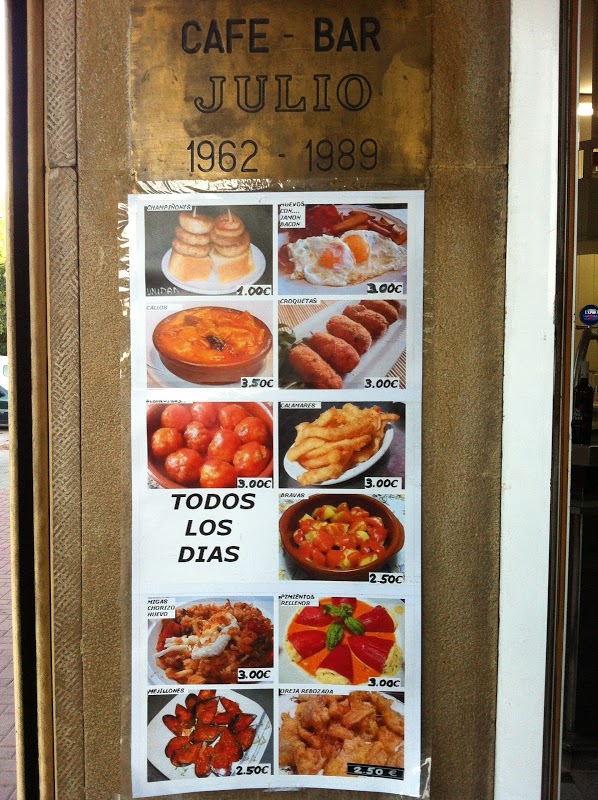 CAFE - BAR
JULIO
1962 - 1989
CHAMPIÑONES
UNIDAD
1.00€
HUEVOS
CON...
JAMON
BACON
3.00€
CALLOS
3.50€
CROQUETAS
3.00€
3.00€
CALAMARES
3.00€
TODOS
LOS
DIAS
BRAVAS
2.50€
MIGAS
CHORIZO
HUEVO
3.00€
PIMIENTOS
RELLENOS
3.00€
MEJILLONES
2.50€
OREJA REBOZADA
2.50€